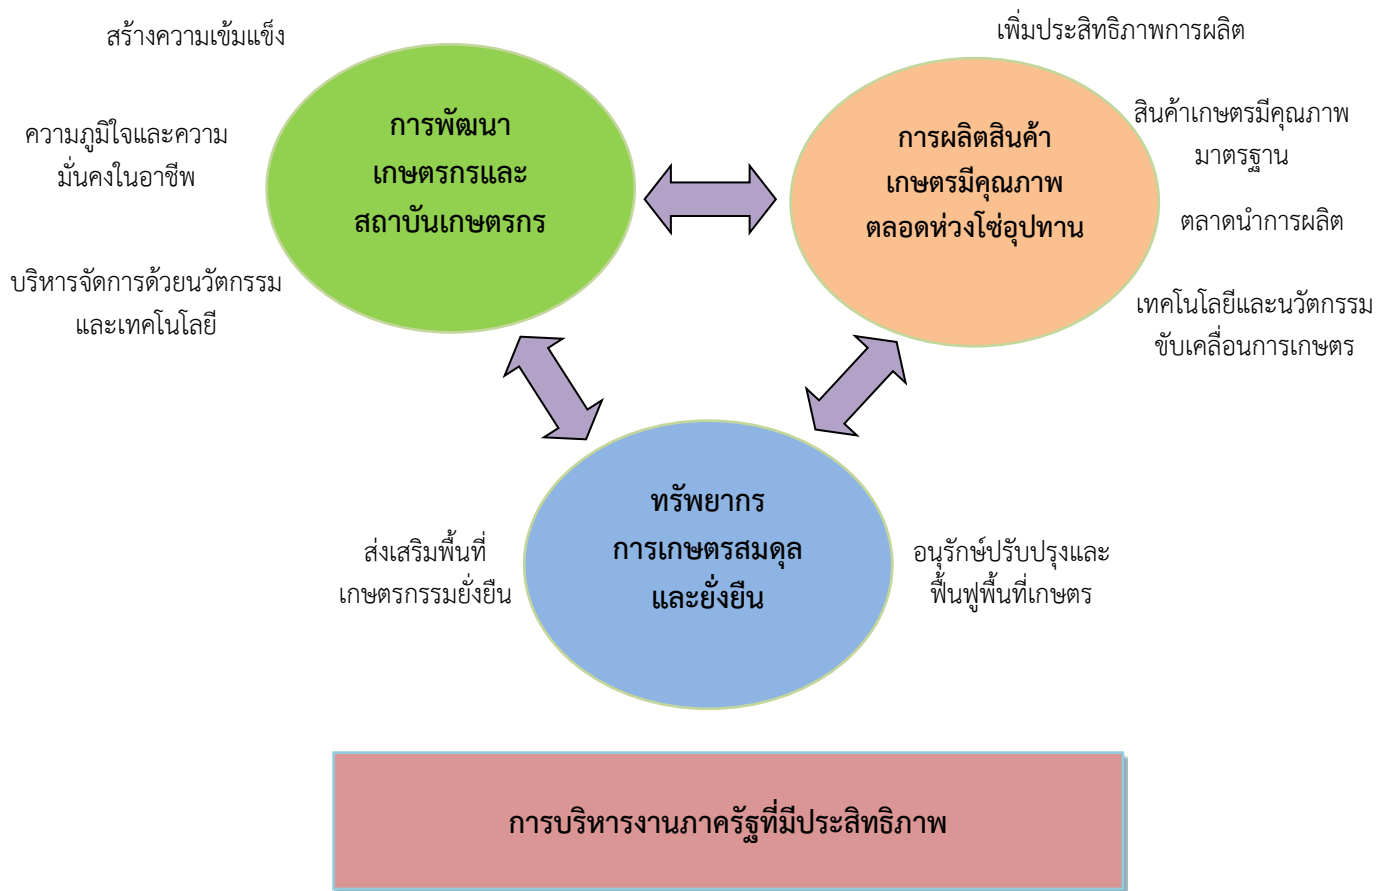 สร้างความเข้มแข็ง
ความภูมิใจและความ
มั่นคงในอาชีพ
บริหารจัดการด้วยนวัตกรรม
และเทคโนโลยี
การพัฒนา
เกษตรกรและ
สถาบันเกษตรกร
เพิ่มประสิทธิภาพการผลิต
การผลิตสินค้า
เกษตรมีคุณภาพ
ตลอดห่วงโซ่อุปทาน
สินค้าเกษตรมีคุณภาพ
มาตรฐาน
ตลาดนำการผลิต
เทคโนโลยีและนวัตกรรม
ขับเคลื่อนการเกษตร
ส่งเสริมพื้นที่
เกษตรกรรมยั่งยืน
ทรัพยากร
การเกษตรสมดุล
และยั่งยืน
อนุรักษ์ปรับปรุงและ
ฟื้นฟูพื้นที่เกษตร
การบริหารงานภาครัฐที่มีประสิทธิภาพ